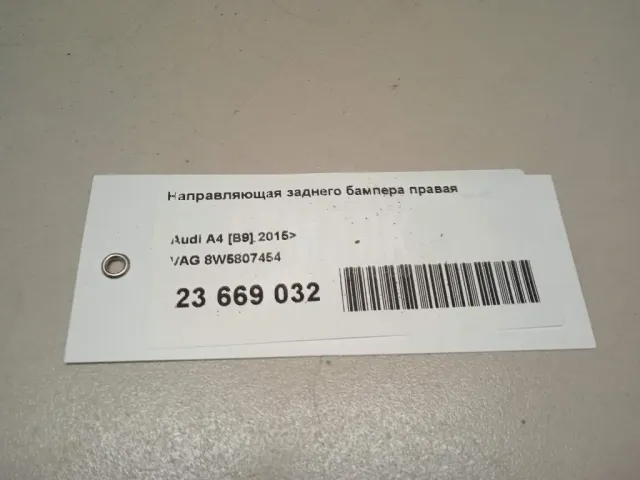 Направляющая заднего бампера правая
Audi A4 [B9] 2015>
VAG 8W5807454
23 669 032